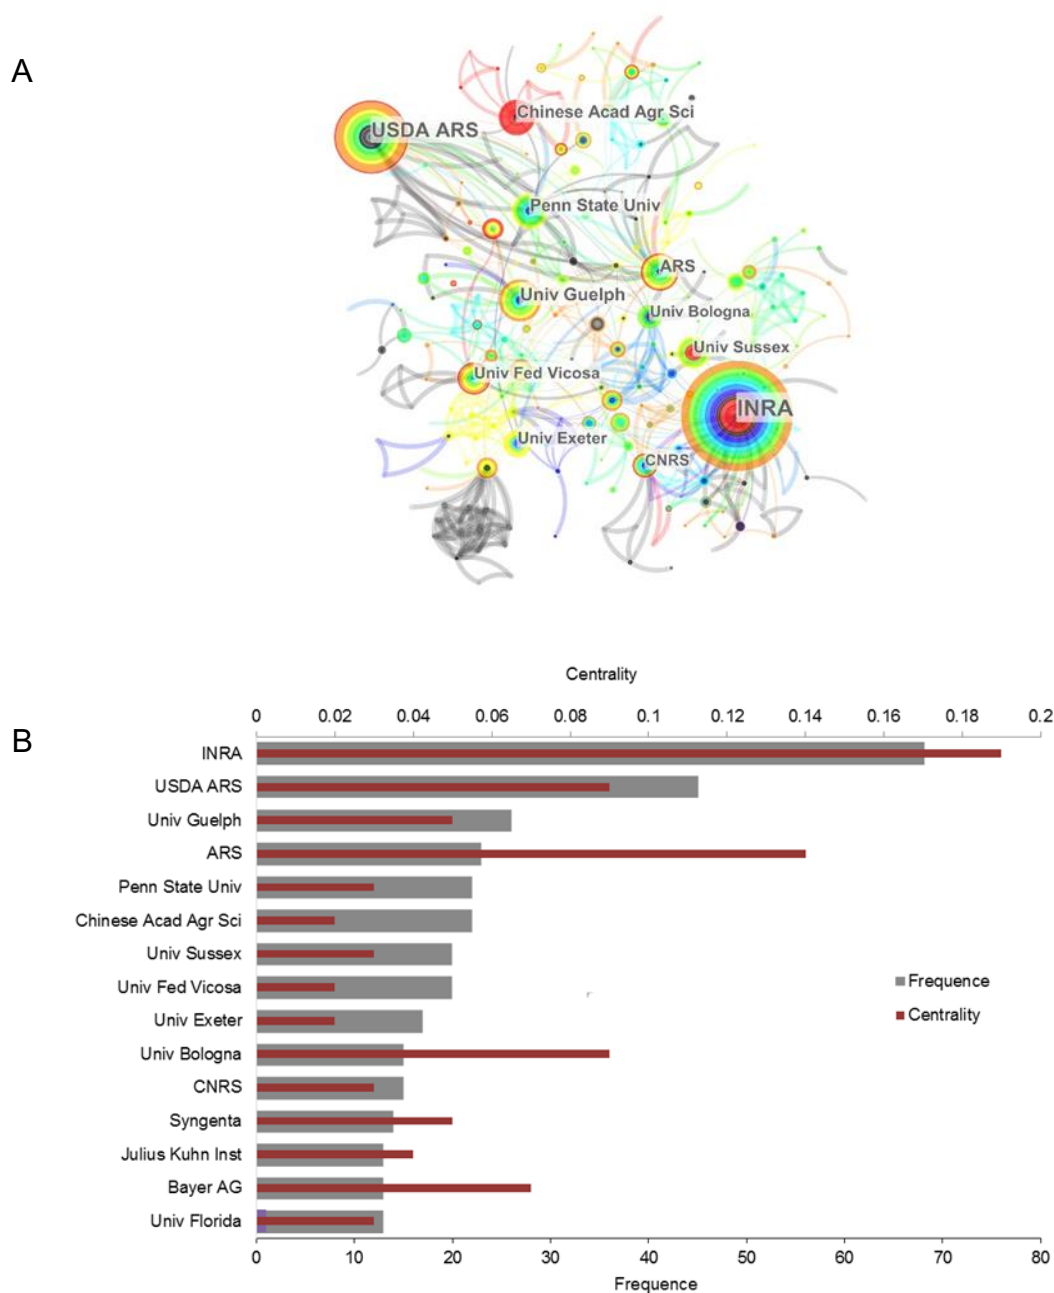 A
Chinese Acad Agr Sci
USDA ARS
Penn State Univ
ARS
Univ Guelph
Univ Bologna
Univ Sussex
Univ Fed Vicosa
INRA
Univ Exeter
CNRS
Centrality
0 0.02 0.04 0.06 0.08 0.1 0.12 0.14 0.16 0.18 0.2
B
INRA
USDA ARS
Univ Guelph
ARS
Penn State Univ
Chinese Acad Agr Sci
Univ Sussex
Univ Fed Vicosa
Univ Exeter
Univ Bologna
CNRS
Syngenta
Julius Kuhn Inst
Bayer AG
Univ Florida
Frequence
Centrality
0 10 20 30 40 50 60 70 80
Frequence